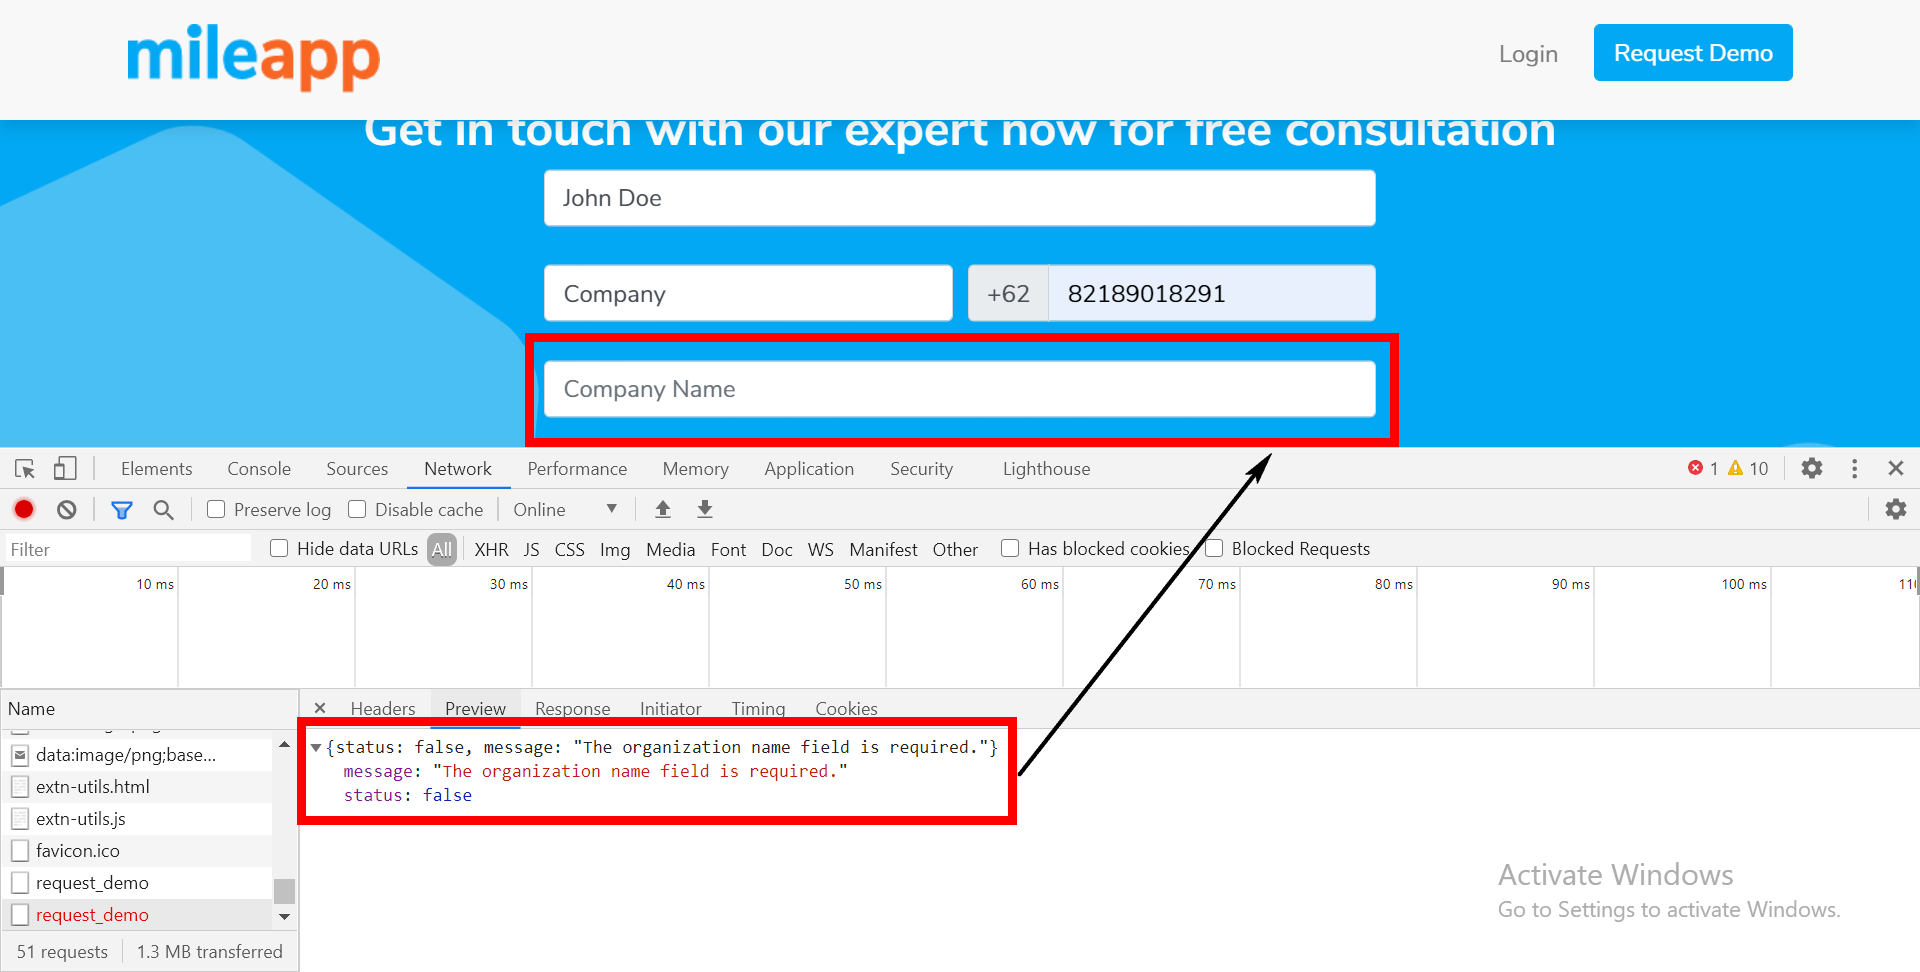 mileapp
Login
Request Demo
Get in touch with our expert now for free consultation
John Doe
Company
+62
82189018291
Company Name
Elements
Console
Sources
Network
Performance
Memory
Application
Security
Lighthouse
1
10
Preserve log
Disable cache
Online
Filter
Hide data URLs
All
XHR
JS
CSS
Img
Media
Font
Doc
WS
Manifest
Other
Has blocked cookies
Blocked Requests
10 ms
20 ms
30 ms
40 ms
50 ms
60 ms
70 ms
80 ms
90 ms
100 ms
Name
Headers
Preview
Response
Initiator
Timing
Cookies
data:image/png;base...
extn-utils.html
extn-utils.js
favicon.ico
request_demo
request_demo
51 requests
1.3 MB transferred
{status: false, message: "The organization name field is required."}
message: "The organization name field is required."
status: false
Activate Windows
Go to Settings to activate Windows.